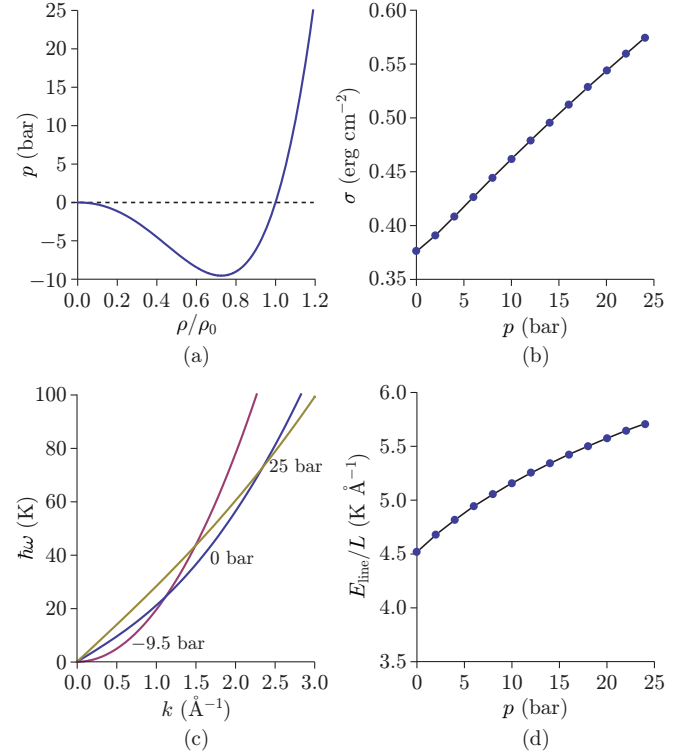 25
20
15
10
5
0
−5
−10
p (bar)
0.0 0.2 0.4 0.6 0.8 1.0 1.2
ρ/ρ₀
(a)
0.60
0.55
0.50
0.45
0.40
0.35
σ (erg cm⁻²)
0 5 10 15 20 25
p (bar)
(b)
100
80
60
40
20
0
ℏω (K)
25 bar
0 bar
−9.5 bar
0.0 0.5 1.0 1.5 2.0 2.5 3.0
k (Å⁻¹)
(c)
6.0
5.5
5.0
4.5
4.0
3.5
E_line/L (K Å⁻¹)
0 5 10 15 20 25
p (bar)
(d)